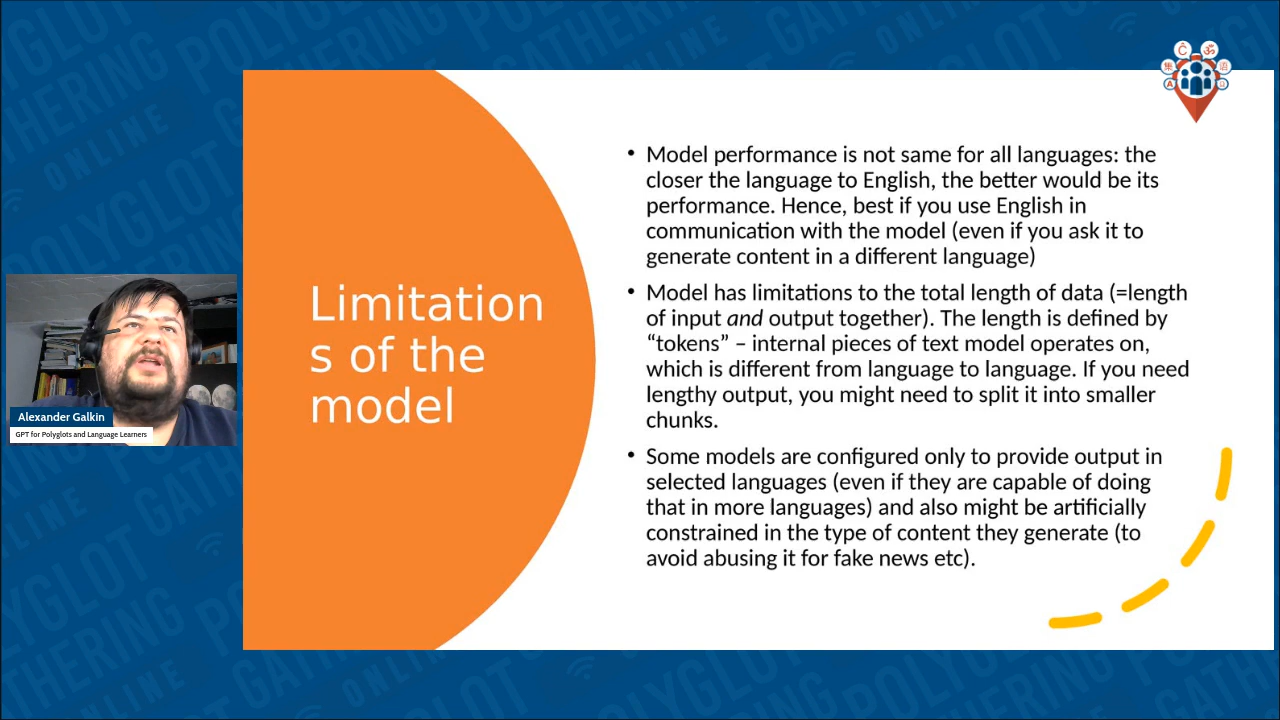 POLYGLOT
GATHERING
ONLINE
Ĉ
ॐ
集
语
A
Limitation
s of the
model
• Model performance is not same for all languages: the
closer the language to English, the better would be its
performance. Hence, best if you use English in
communication with the model (even if you ask it to
generate content in a different language)
• Model has limitations to the total length of data (=length
of input and output together). The length is defined by
“tokens” – internal pieces of text model operates on,
which is different from language to language. If you need
lengthy output, you might need to split it into smaller
chunks.
• Some models are configured only to provide output in
selected languages (even if they are capable of doing
that in more languages) and also might be artificially
constrained in the type of content they generate (to
avoid abusing it for fake news etc).
Alexander Galkin
GPT for Polyglots and Language Learners